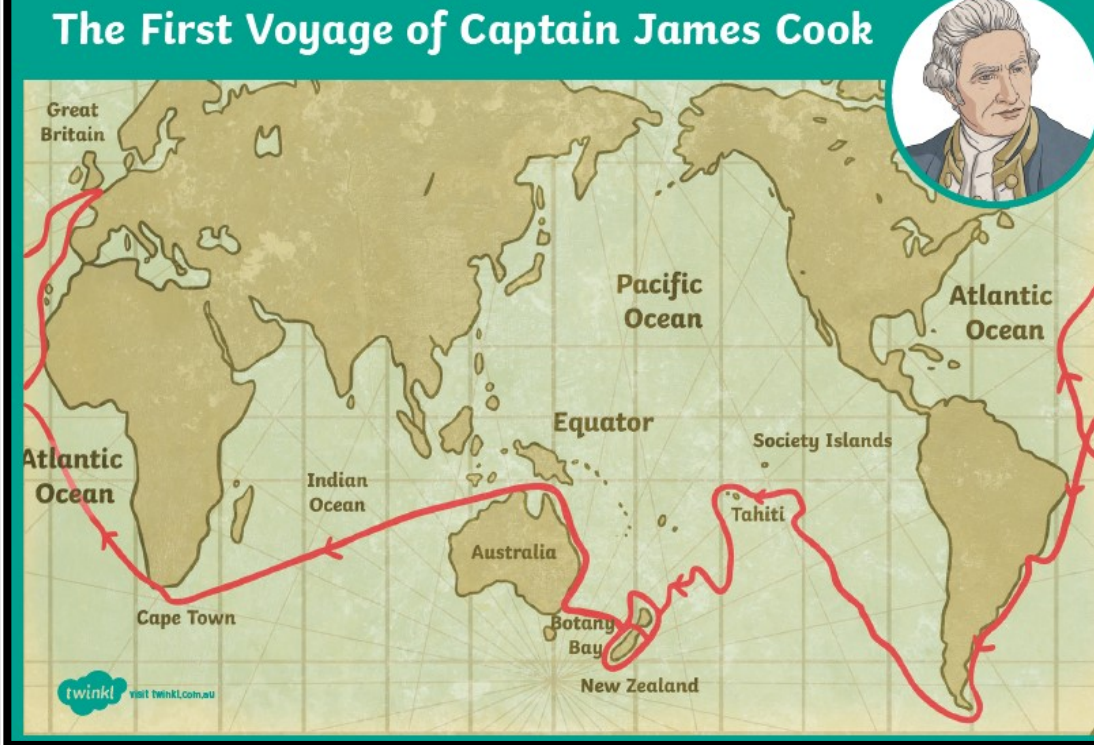 The First Voyage of Captain James Cook
Great
Britain
Pacific
Ocean
Atlantic
Ocean
Equator
Society Islands
Atlantic
Ocean
Indian
Ocean
Tahiti
Australia
Cape Town
Botany
Bay
New Zealand
twinkl visit twinkl.com.au